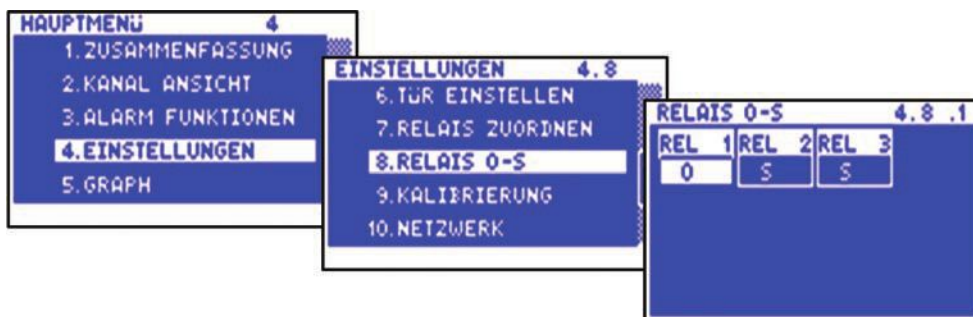 HAUPTMENü 4
1.ZUSAMMENFASSUNG
2.KANAL ANSICHT
3.ALARM FUNKTIONEN
4.EINSTELLUNGEN
5.GRAPH
EINSTELLUNGEN 4.8
6.TüR EINSTELLEN
7.RELAIS ZUORDNEN
8.RELAIS O-S
9.KALIBRIERUNG
10.NETZWERK
RELAIS O-S 4.8 .1
REL 1 REL 2 REL 3
O S S